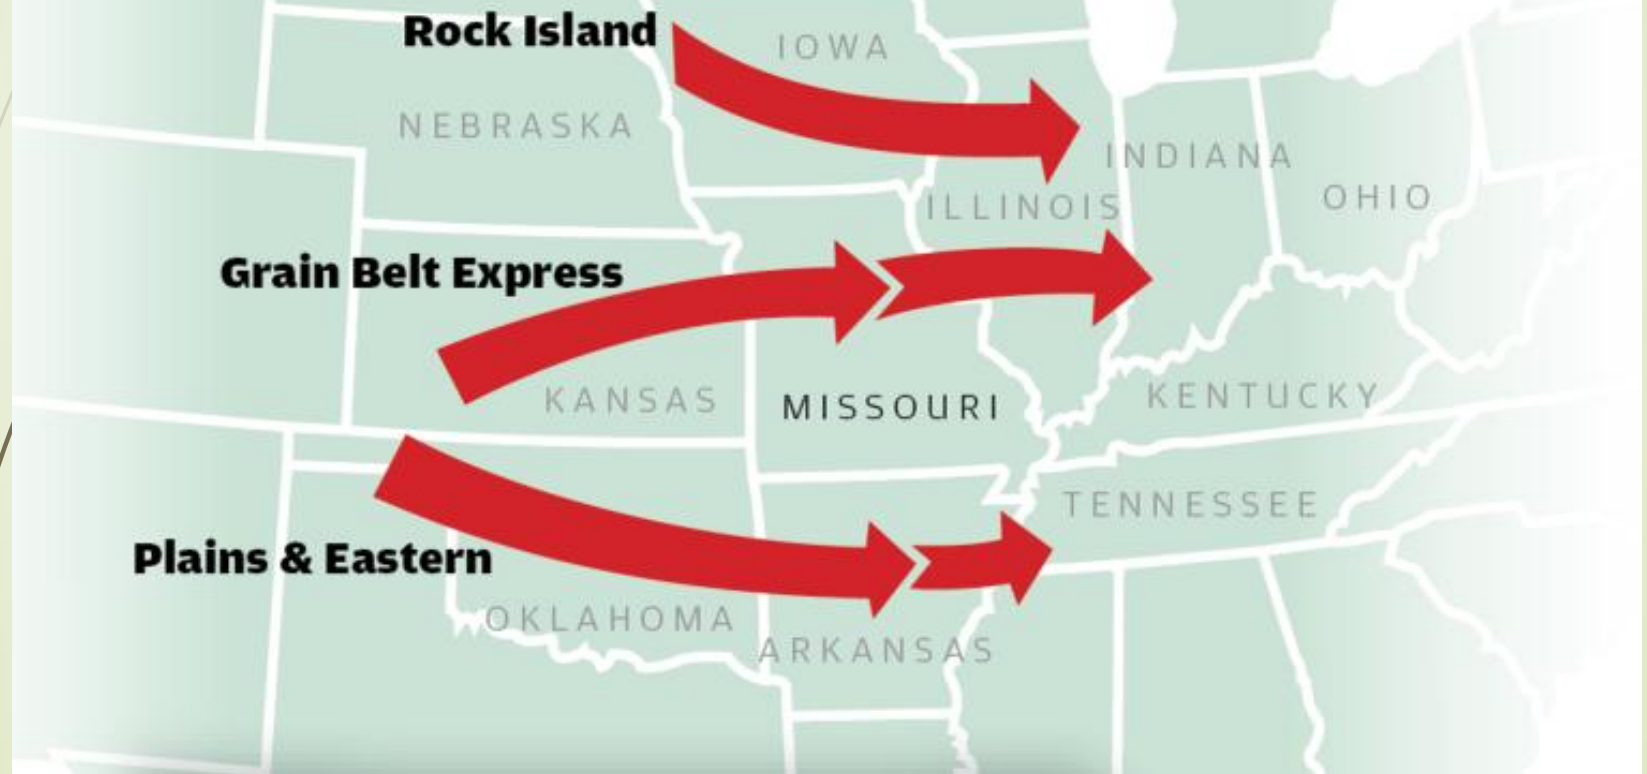 Rock Island
IOWA
NEBRASKA
INDIANA
OHIO
ILLINOIS
Grain Belt Express
KANSAS
MISSOURI
KENTUCKY
TENNESSEE
Plains & Eastern
OKLAHOMA
ARKANSAS